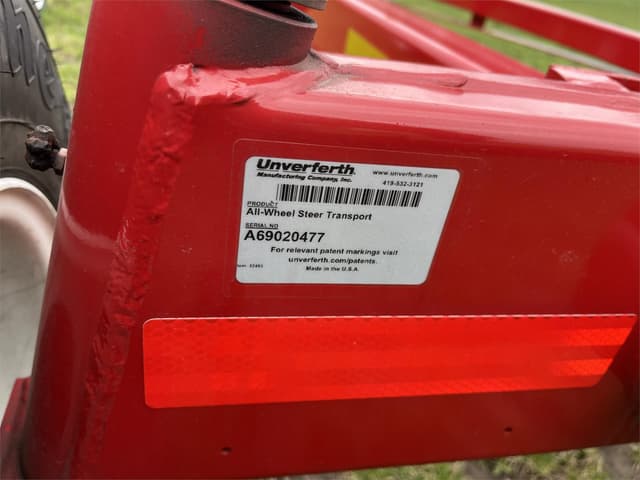 Unverferth
Manufacturing Company, Inc.
www.unverferth.com
419-532-3121
PRODUCT
All-Wheel Steer Transport
SERIAL NO
A69020477
For relevant patent markings visit
unverferth.com/patents.
Made in the U.S.A.